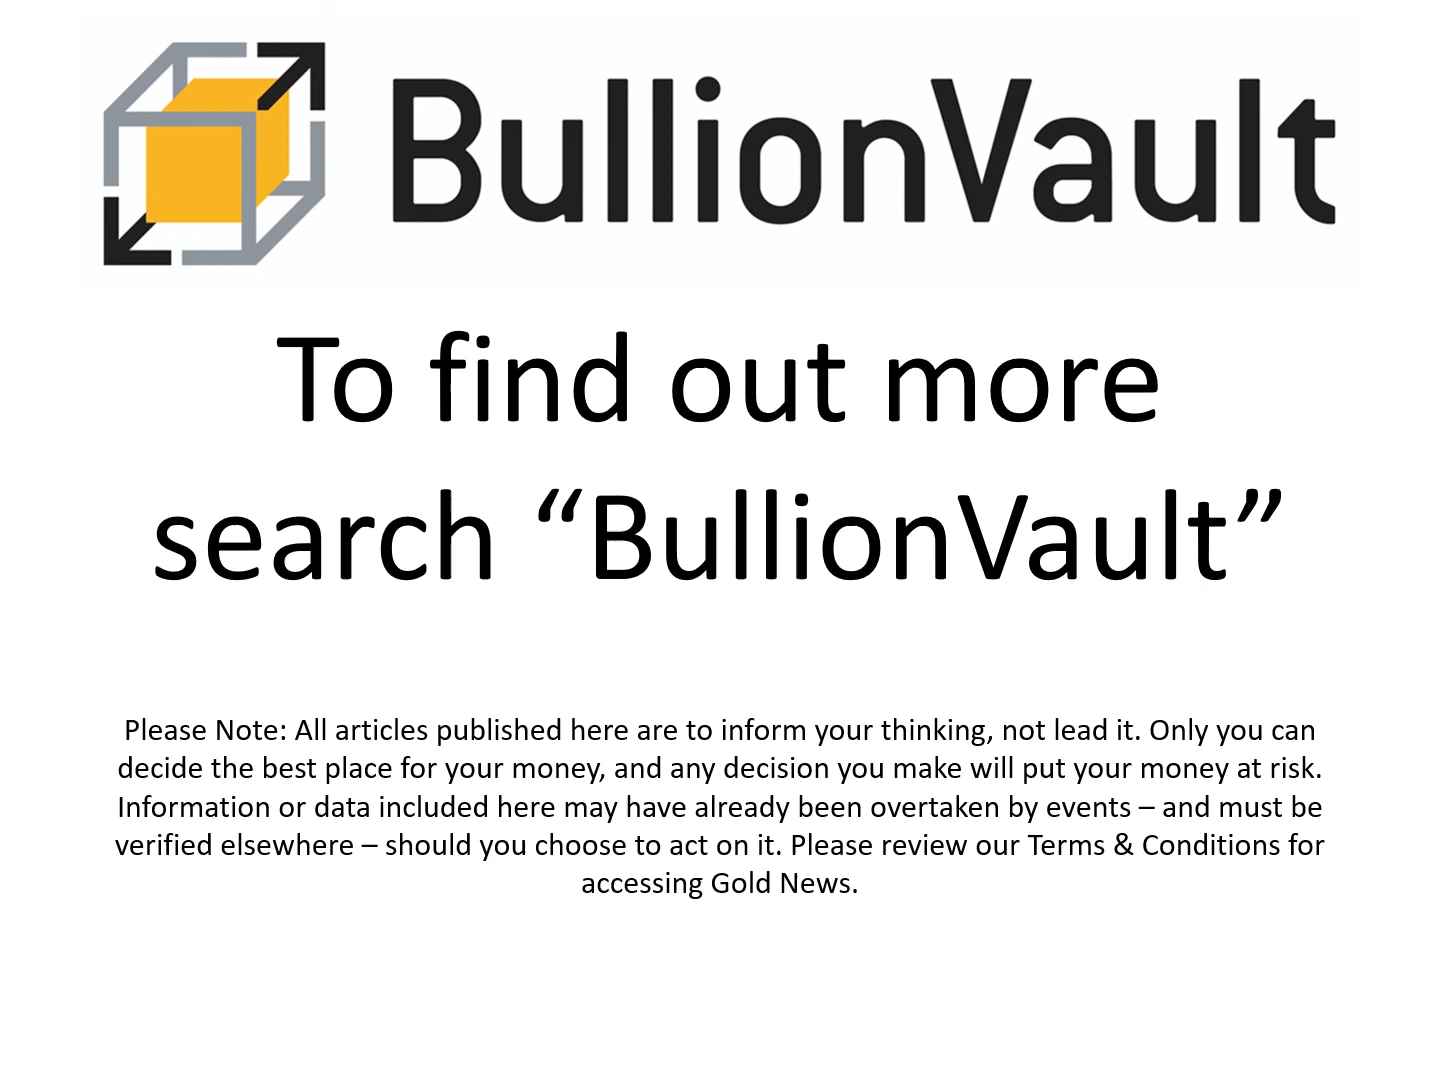 BullionVault
To find out more
search “BullionVault”
Please Note: All articles published here are to inform your thinking, not lead it. Only you can
decide the best place for your money, and any decision you make will put your money at risk.
Information or data included here may have already been overtaken by events – and must be
verified elsewhere – should you choose to act on it. Please review our Terms & Conditions for
accessing Gold News.